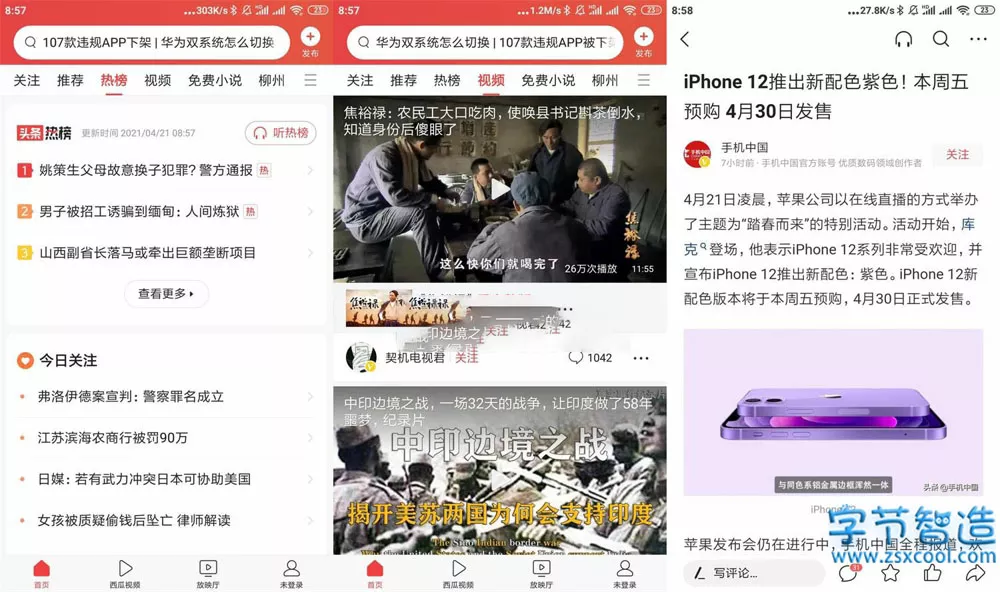 8:57
...303K/s
23
107款违规APP下架 | 华为双系统怎么切换
发布
关注 推荐 热榜 视频 免费小说 柳州
头条热榜 更新时间 2021/04/21 08:57
听热榜
1 姚策生父母故意换子犯罪? 警方通报 热
2 男子被招工诱骗到缅甸: 人间炼狱 热
3 山西副省长落马或牵出巨额垄断项目
查看更多
今日关注
弗洛伊德案宣判: 警察罪名成立
江苏滨海农商行被罚90万
日媒: 若有武力冲突日本可协助美国
女孩被质疑偷钱后坠亡 律师解读
首页 西瓜视频 放映厅 未登录
8:57
...1.2M/s
23
华为双系统怎么切换 | 107款违规APP被下架
发布
关注 推荐 热榜 视频 免费小说 柳州
焦裕禄: 农民工大口吃肉, 使唤县书记斟茶倒水,
知道身份后傻眼了
焦裕禄
这么快你们就喝完了
26万次播放 11:55
焦裕禄
中印边境之战
关注
契机电视君 关注
1042
中印边境之战, 一场32天的战争, 让印度做了58年
噩梦, 纪录片
中印边境之战
揭开美苏两国为何会支持印度
The Sino Indian border war
Why the United States and the Soviet Union support India
首页 西瓜视频 放映厅 未登录
8:58
...27.8K/s
23
iPhone 12推出新配色紫色! 本周五
预购 4月30日发售
手机中国
7小时前 · 手机中国官方账号 优质数码领域创作者
关注
4月21日凌晨, 苹果公司以在线直播的方式举办
了主题为“踏春而来”的特别活动。活动开始, 库
克登场, 他表示iPhone 12系列非常受欢迎, 并
宣布iPhone 12推出新配色: 紫色。iPhone 12新
配色版本将于本周五预购, 4月30日正式发售。
与同色系铝金属边框浑然一体
头条 @手机中国
iPhone 12
苹果发布会仍在进行中, 手机中国全程报道, 欢
写评论...
31
字节智造
www.zsxcool.com